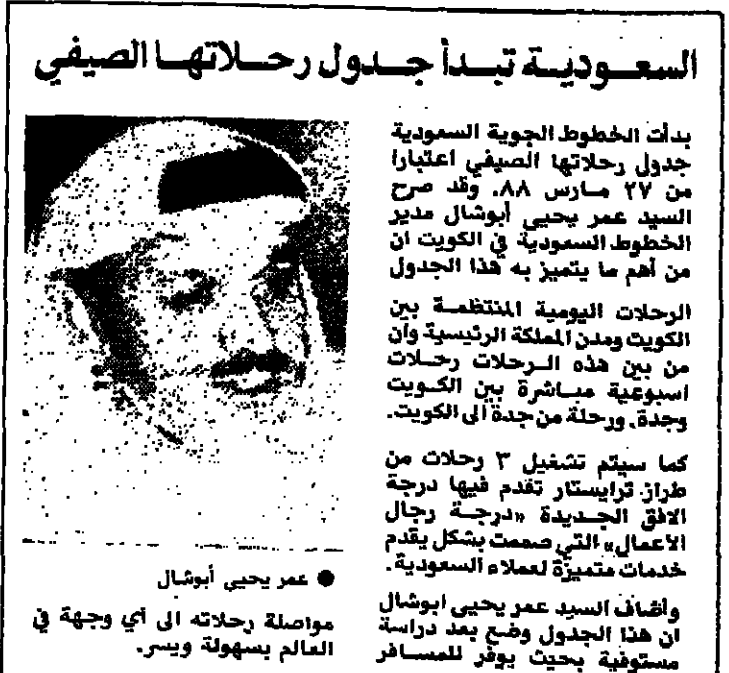 السعودية تبدأ جدول رحلاتها الصيفي
بدأت الخطوط الجوية السعودية
جدول رحلاتها الصيفي اعتبارا
من ٢٧ مارس ٨٨. وقد صرح
السيد عمر يحيى أبوشال مدير
الخطوط السعودية في الكويت ان
من أهم ما يتميز به هذا الجدول
الرحلات اليومية المنتظمة بين
الكويت ومدن المملكة الرئيسية وان
من بين هذه الرحلات رحلات
اسبوعية مباشرة بين الكويت
وجدة. ورحلة من جدة الى الكويت.
كما سيتم تشغيل ٣ رحلات من
طراز ترايستار تقدم فيها درجة
الافق الجديدة «درجة رجال
الأعمال» التي صممت بشكل يقدم
خدمات متميزة لعملاء السعودية.
وأضاف السيد عمر يحيى ابوشال
ان هذا الجدول وضع بعد دراسة
مستوفية بحيث يوفر للمسافر
● عمر يحيى أبوشال
مواصلة رحلاته الى أي وجهة في
العالم بسهولة ويسر.